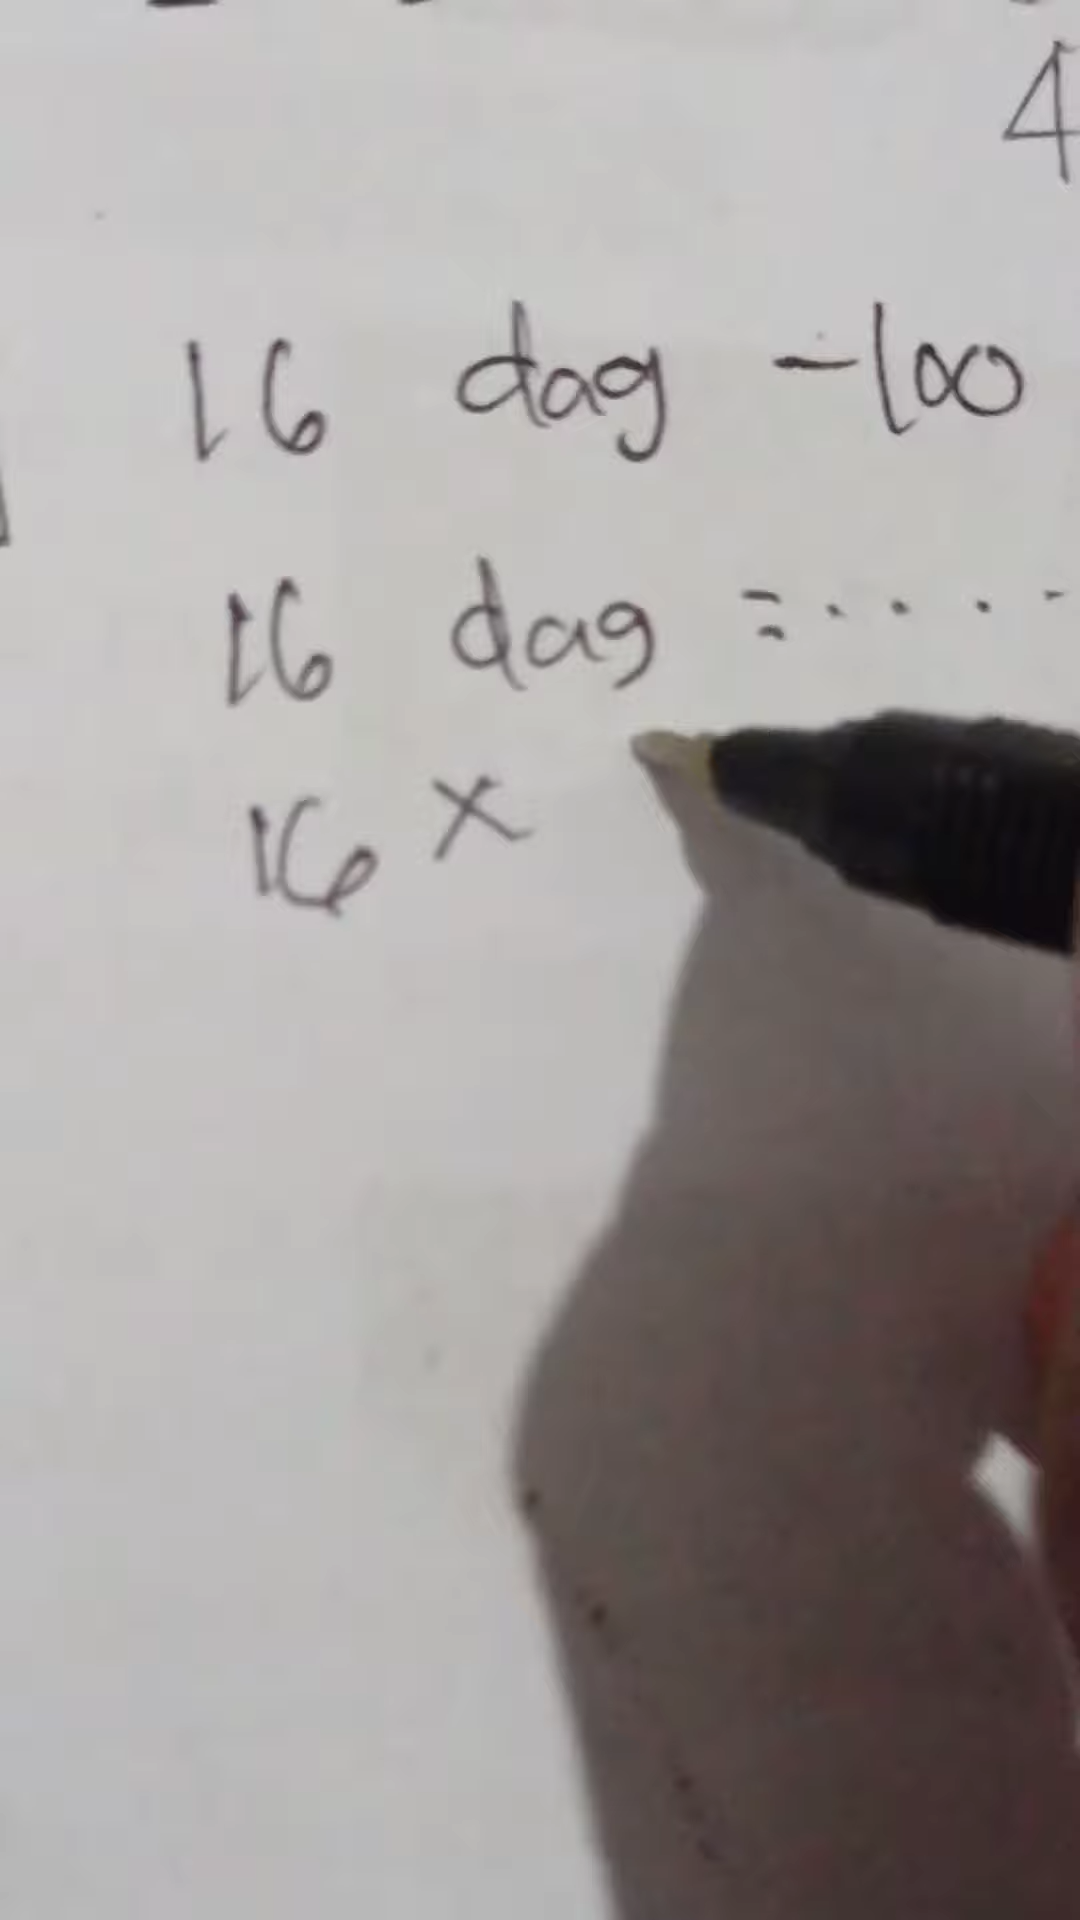 4
16 dag -100
16 dag = . . . .
16 ×